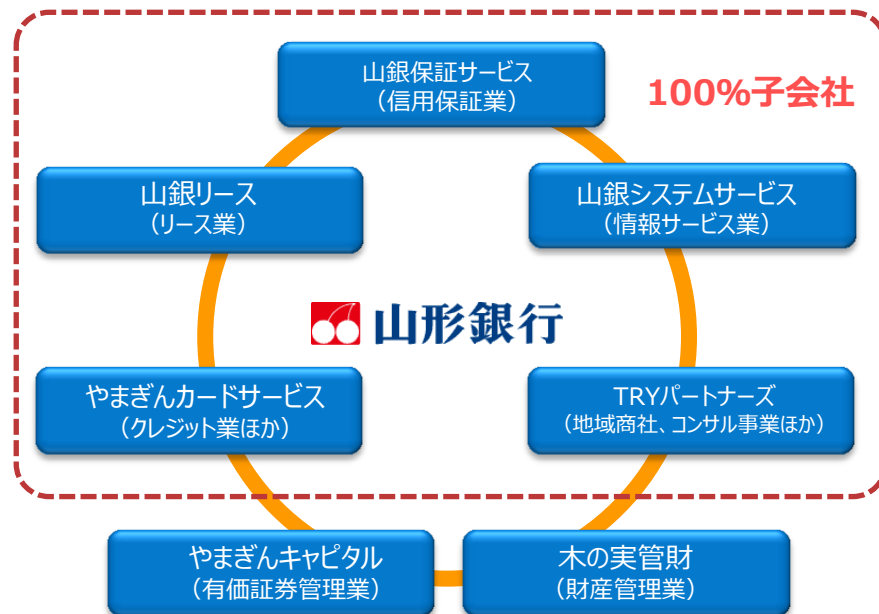 山銀保証サービス
（信用保証業）
100%子会社
山銀リース
（リース業）
山銀システムサービス
（情報サービス業）
山形銀行
やまぎんカードサービス
（クレジット業ほか）
TRYパートナーズ
（地域商社、コンサル事業ほか）
やまぎんキャピタル
（有価証券管理業）
木の実管財
（財産管理業）